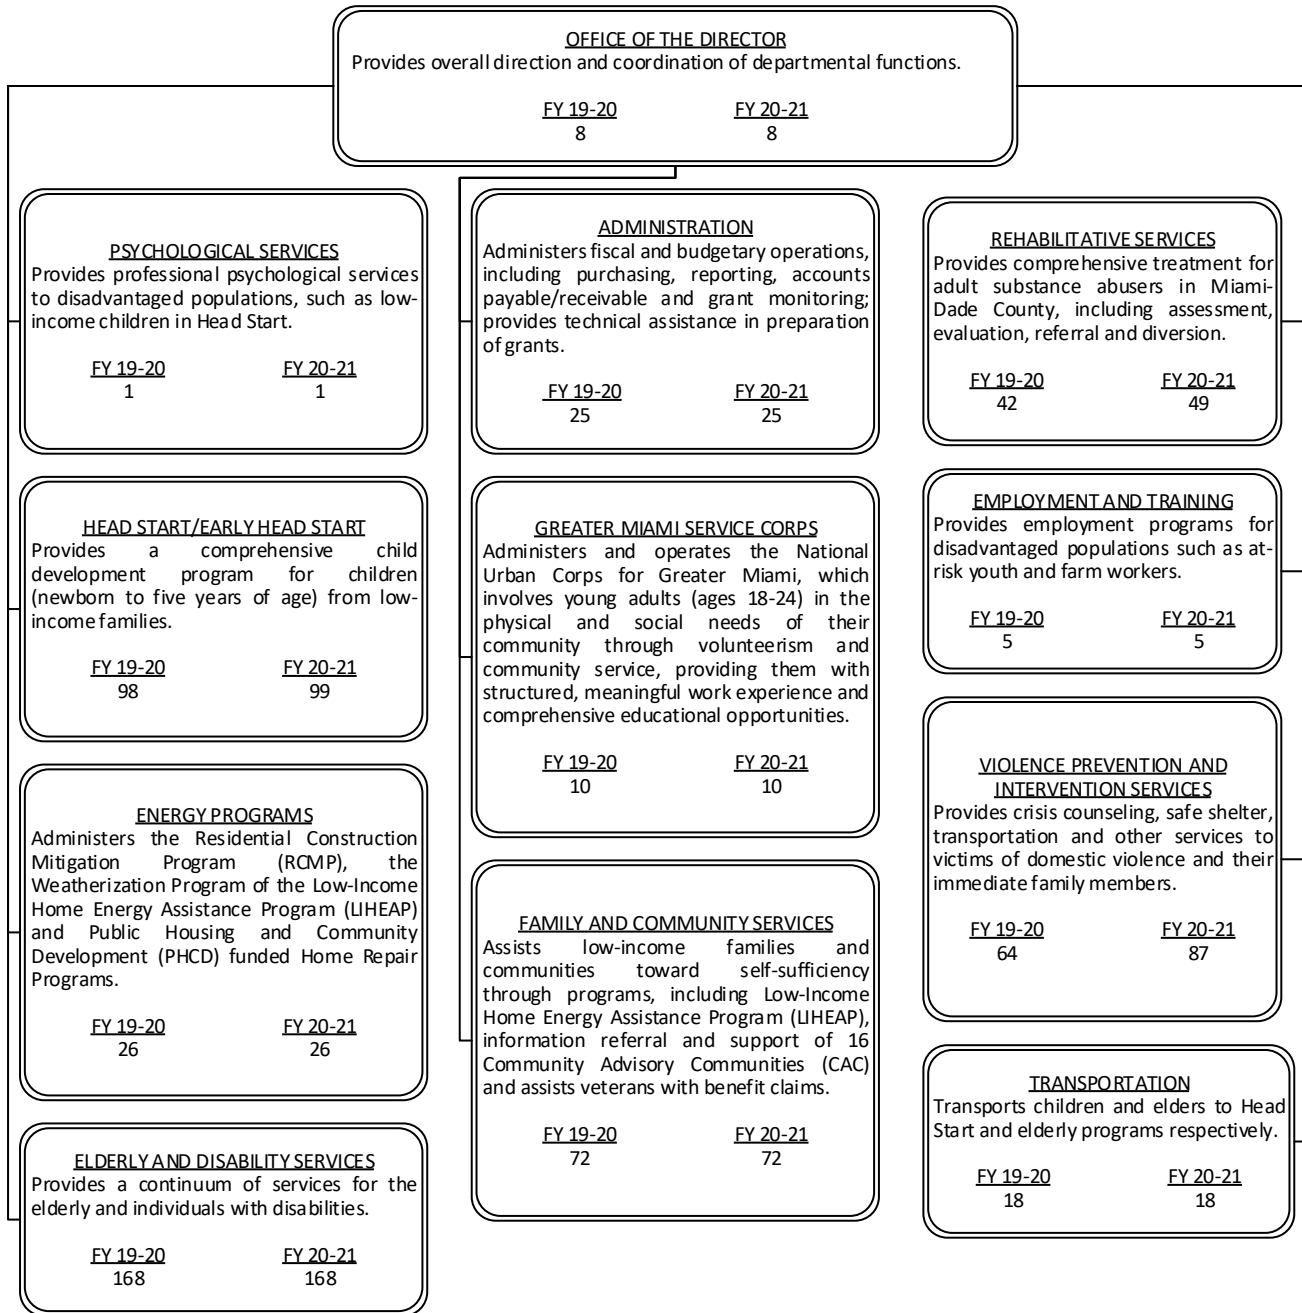 OFFICE OF THE DIRECTOR
Provides overall direction and coordination of departmental functions.
FY 19-20 FY 20-21
8 8
PSYCHOLOGICAL SERVICES
Provides professional psychological services
to disadvantaged populations, such as low-
income children in Head Start.
FY 19-20 FY 20-21
1 1
HEAD START/EARLY HEAD START
Provides a comprehensive child
development program for children
(newborn to five years of age) from low-
income families.
FY 19-20 FY 20-21
98 99
ENERGY PROGRAMS
Administers the Residential Construction
Mitigation Program (RCMP), the
Weatherization Program of the Low-Income
Home Energy Assistance Program (LIHEAP)
and Public Housing and Community
Development (PHCD) funded Home Repair
Programs.
FY 19-20 FY 20-21
26 26
ELDERLY AND DISABILITY SERVICES
Provides a continuum of services for the
elderly and individuals with disabilities.
FY 19-20 FY 20-21
168 168
ADMINISTRATION
Administers fiscal and budgetary operations,
including purchasing, reporting, accounts
payable/receivable and grant monitoring;
provides technical assistance in preparation
of grants.
FY 19-20 FY 20-21
25 25
GREATER MIAMI SERVICE CORPS
Administers and operates the National
Urban Corps for Greater Miami, which
involves young adults (ages 18-24) in the
physical and social needs of their
community through volunteerism and
community service, providing them with
structured, meaningful work experience and
comprehensive educational opportunities.
FY 19-20 FY 20-21
10 10
FAMILY AND COMMUNITY SERVICES
Assists low-income families and
communities toward self-sufficiency
through programs, including Low-Income
Home Energy Assistance Program (LIHEAP),
information referral and support of 16
Community Advisory Communities (CAC)
and assists veterans with benefit claims.
FY 19-20 FY 20-21
72 72
REHABILITATIVE SERVICES
Provides comprehensive treatment for
adult substance abusers in Miami-
Dade County, including assessment,
evaluation, referral and diversion.
FY 19-20 FY 20-21
42 49
EMPLOYMENT AND TRAINING
Provides employment programs for
disadvantaged populations such as at-
risk youth and farm workers.
FY 19-20 FY 20-21
5 5
VIOLENCE PREVENTION AND
INTERVENTION SERVICES
Provides crisis counseling, safe shelter,
transportation and other services to
victims of domestic violence and their
immediate family members.
FY 19-20 FY 20-21
64 87
TRANSPORTATION
Transports children and elders to Head
Start and elderly programs respectively.
FY 19-20 FY 20-21
18 18